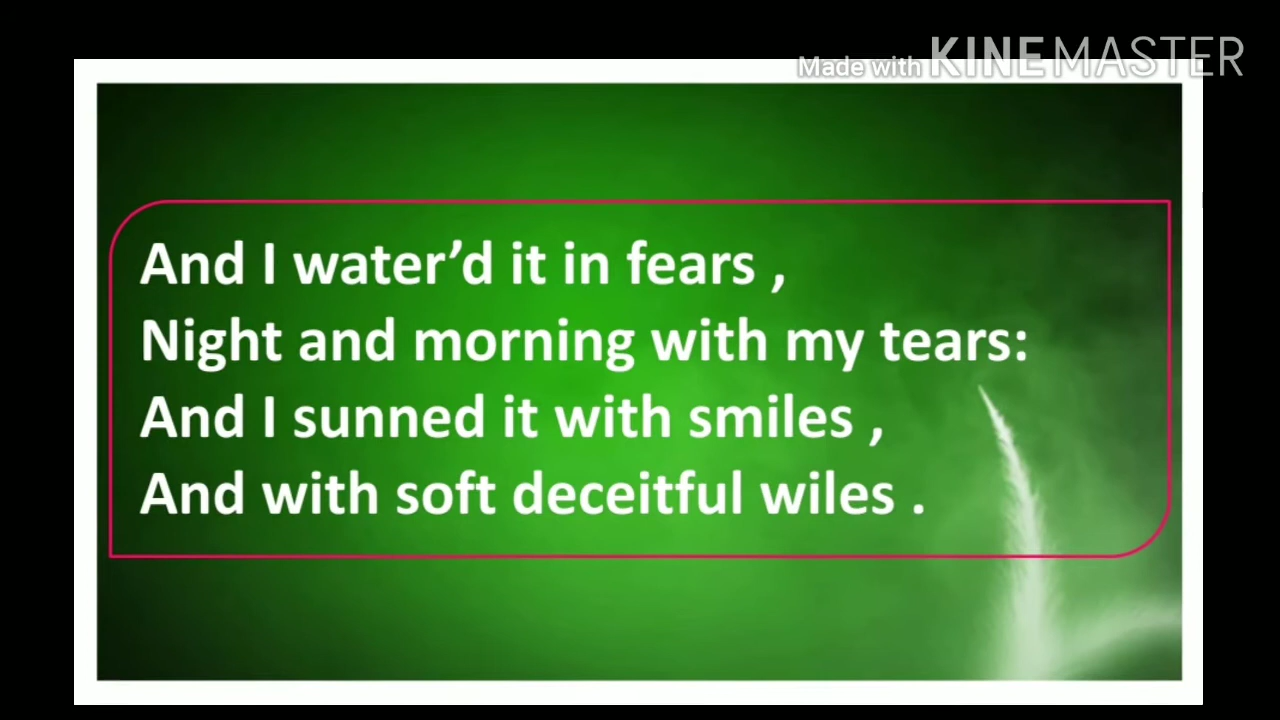 Made with KINEMASTER
And I water’d it in fears ,
Night and morning with my tears:
And I sunned it with smiles ,
And with soft deceitful wiles .